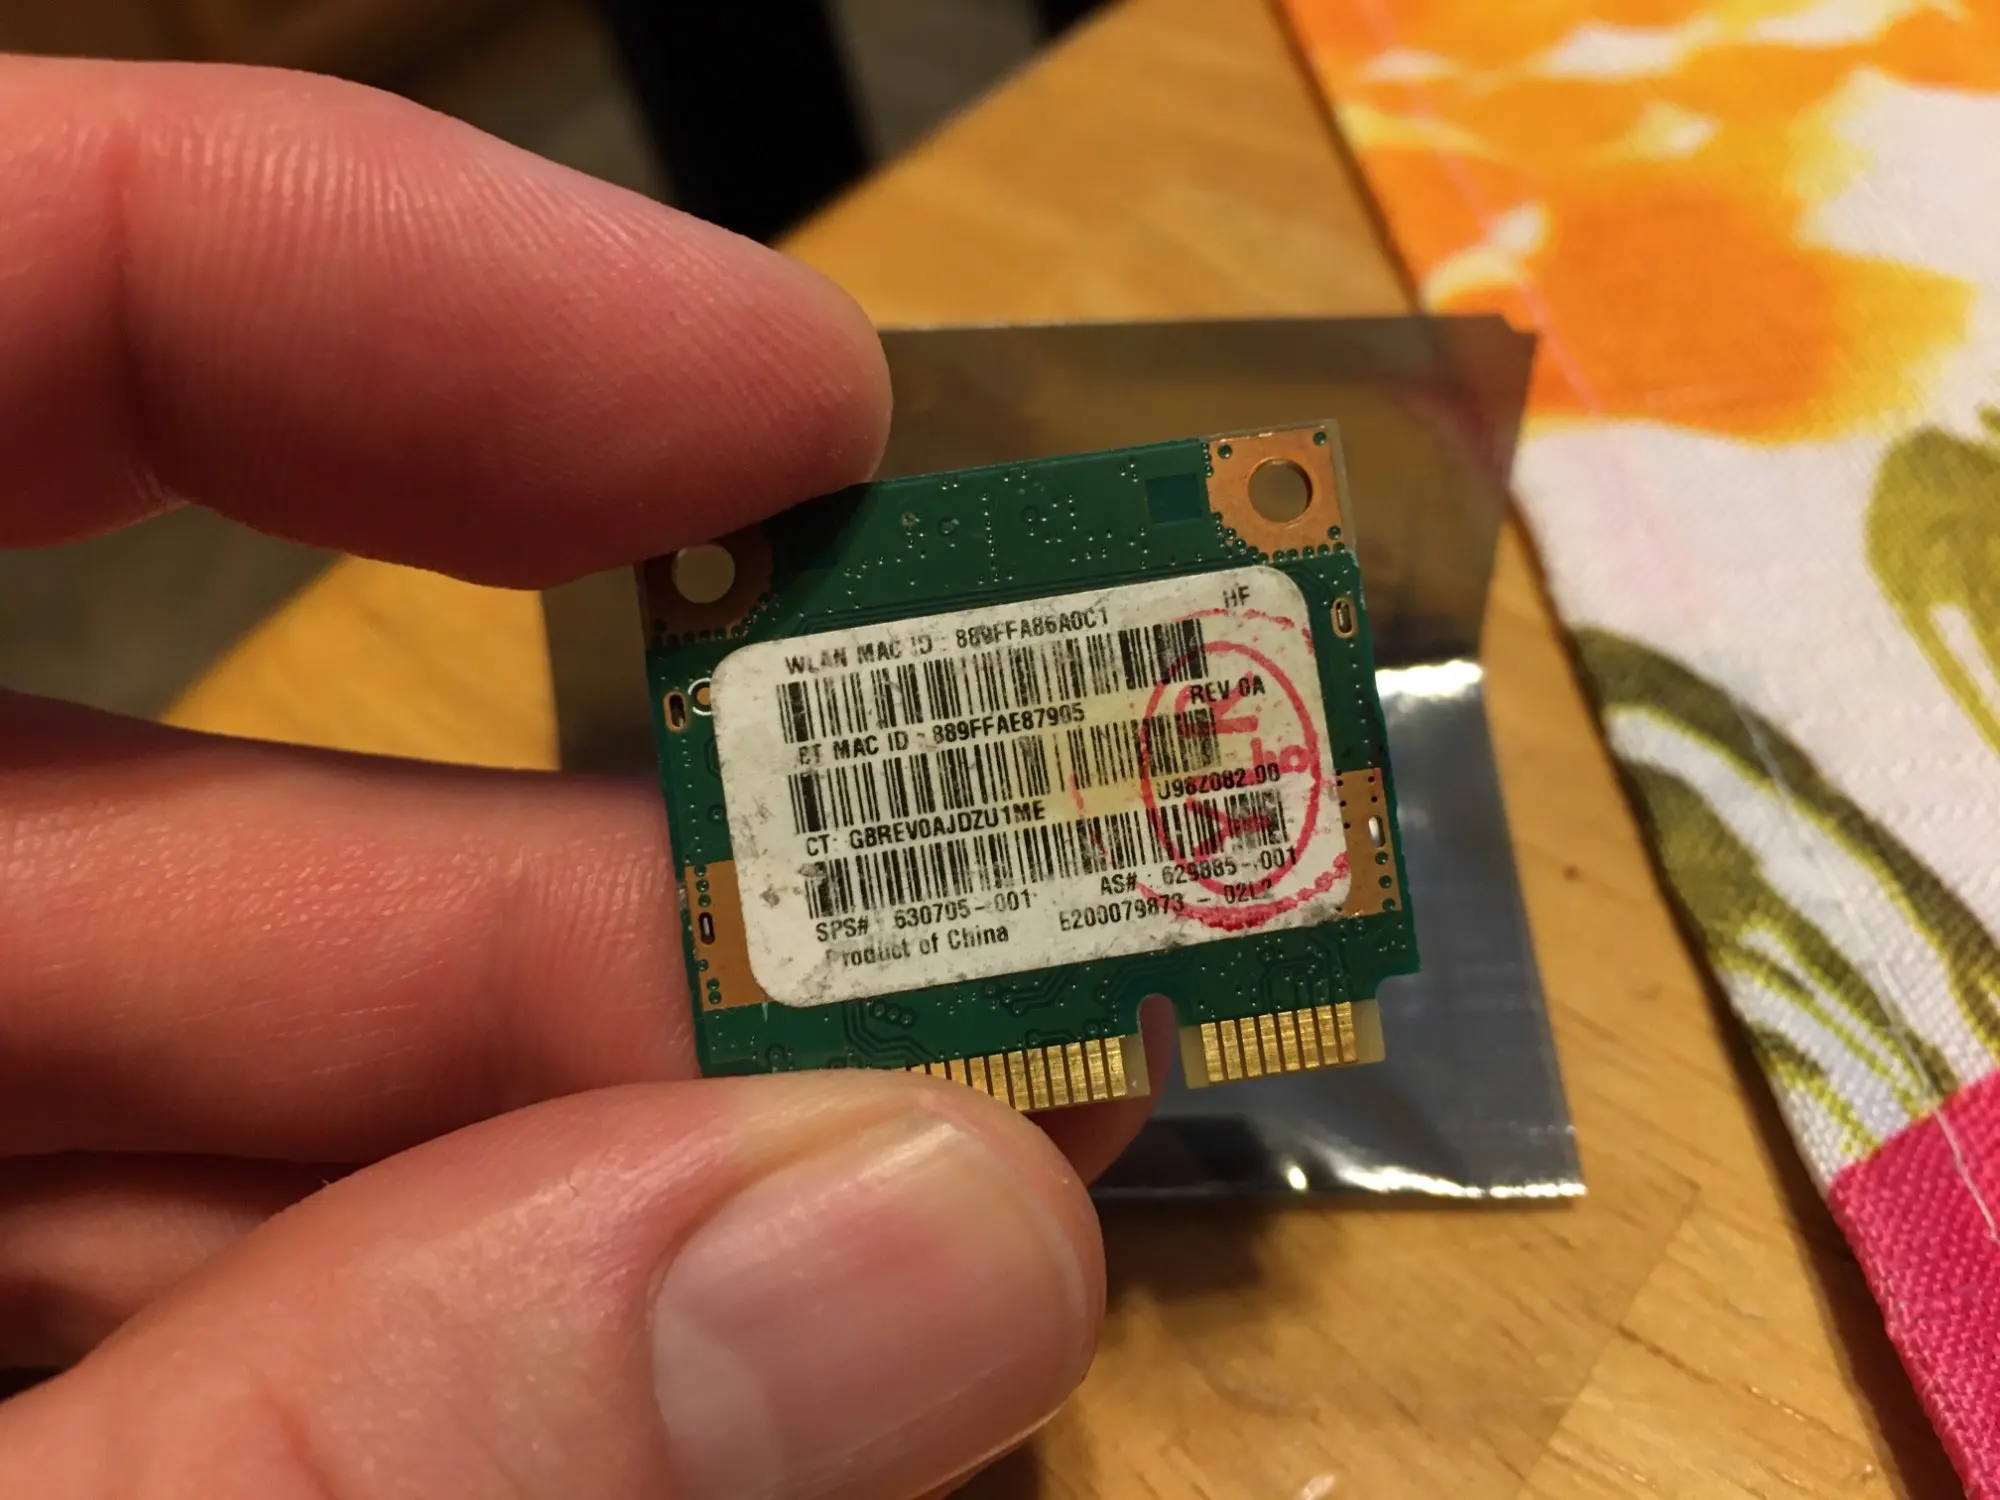 WLAN MAC ID : 889FFA86A0C1 HF
BT MAC ID : 889FFAE87905 REV 0A
CT: GBREV0AJDZU1ME U98Z082.00
SPS# : 630705-001 AS# : 629885-001
Product of China E200079873 - 02L2